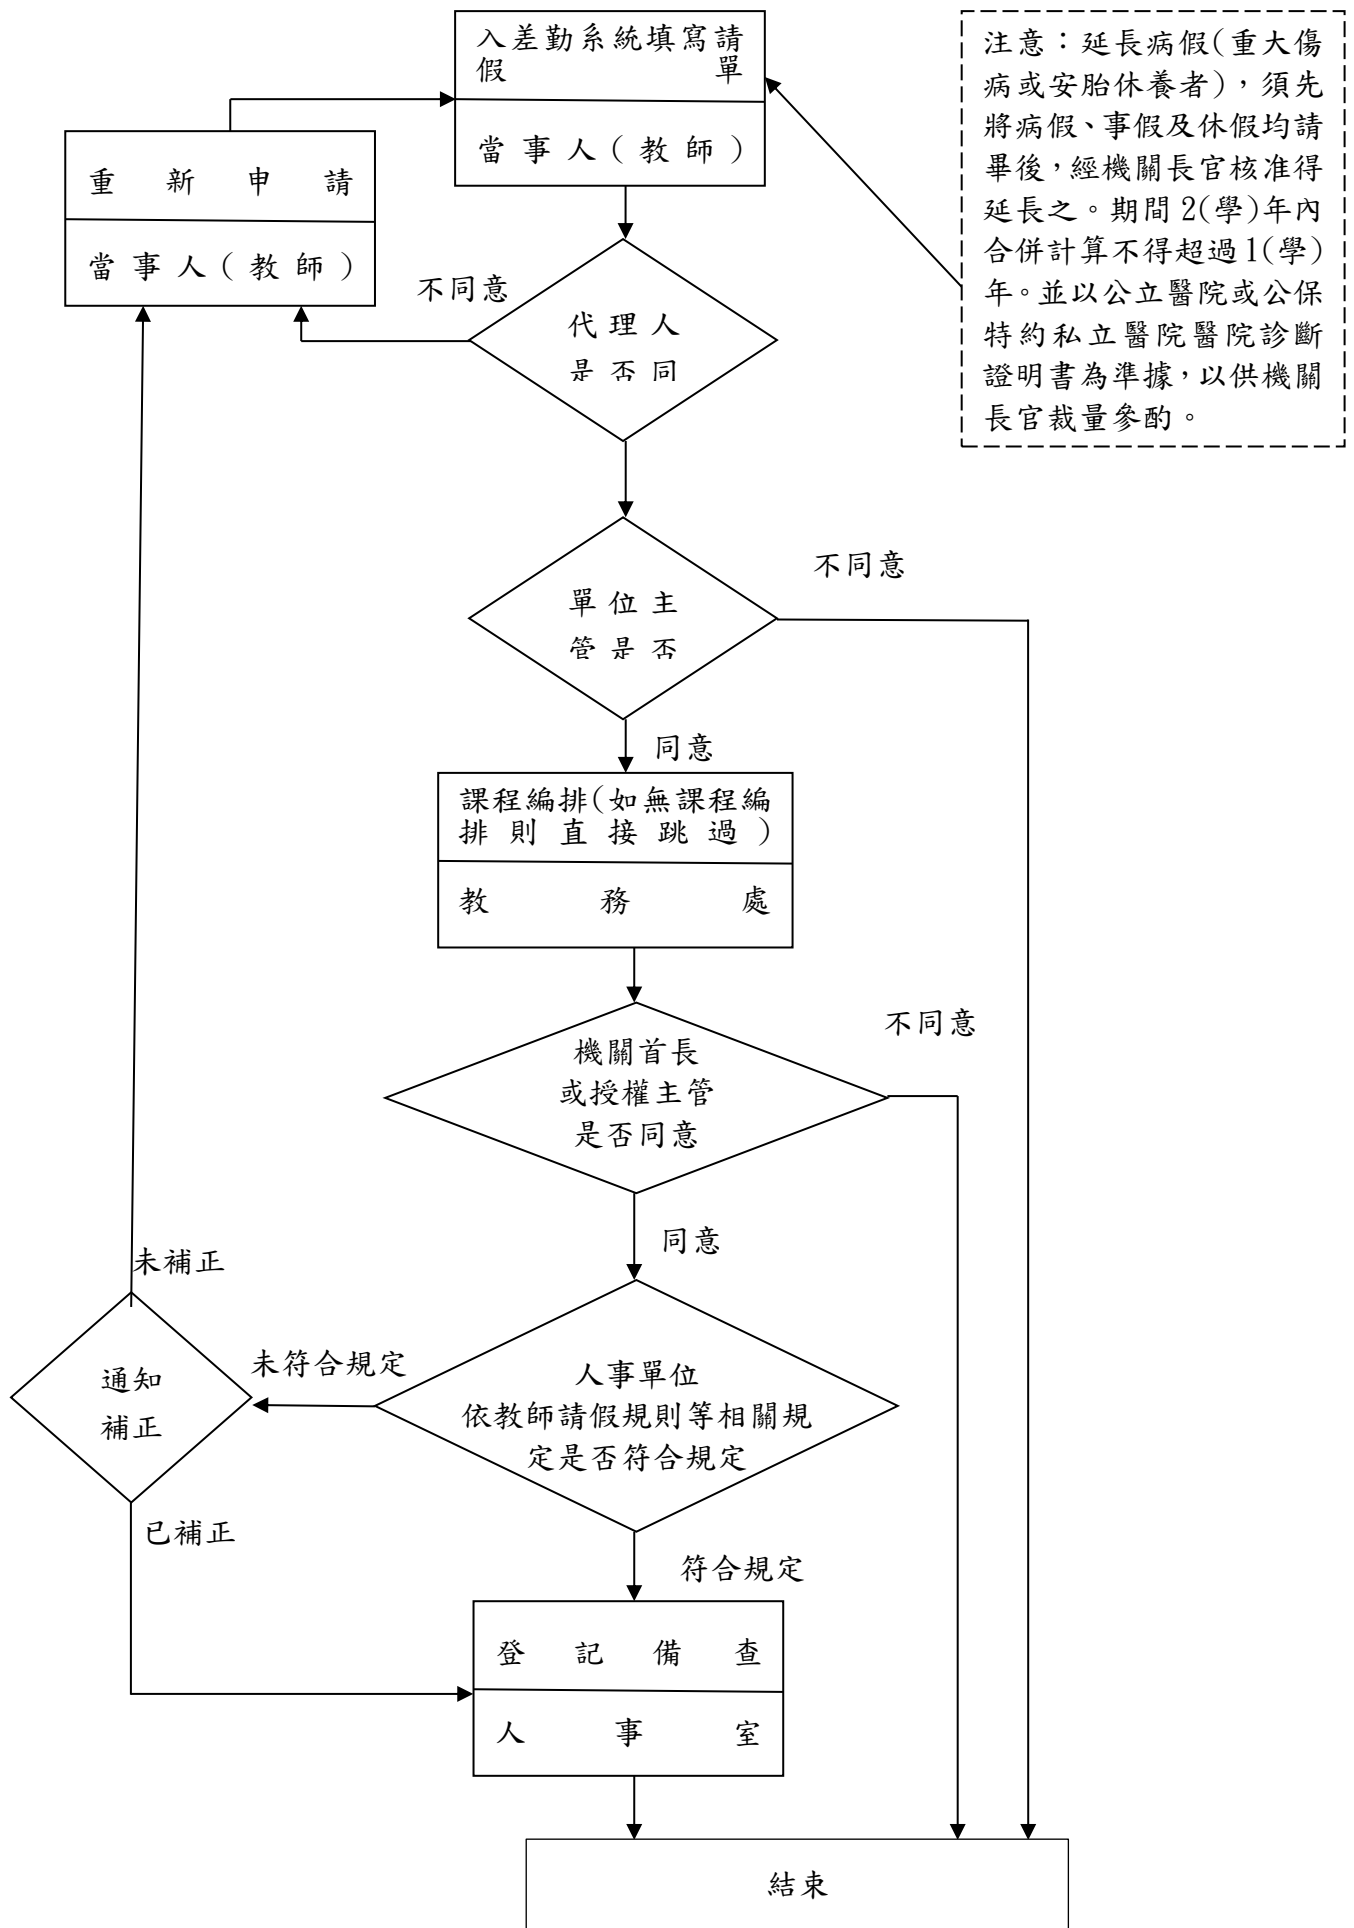 入差勤系統填寫請
假單
當事人(教師)
注意：延長病假(重大傷
病或安胎休養者)，須先
將病假、事假及休假均請
畢後，經機關長官核准得
延長之。期間2(學)年內
合併計算不得超過1(學)
年。並以公立醫院或公保
特約私立醫院醫院診斷
證明書為準據，以供機關
長官裁量參酌。
重新申請
當事人(教師)
不同意
代理人
是否同
不同意
單位主
管是否
同意
課程編排(如無課程編
排則直接跳過)
教務處
不同意
機關首長
或授權主管
是否同意
同意
未補正
通知
補正
未符合規定
人事單位
依教師請假規則等相關規
定是否符合規定
已補正
符合規定
登記備查
人事室
結束